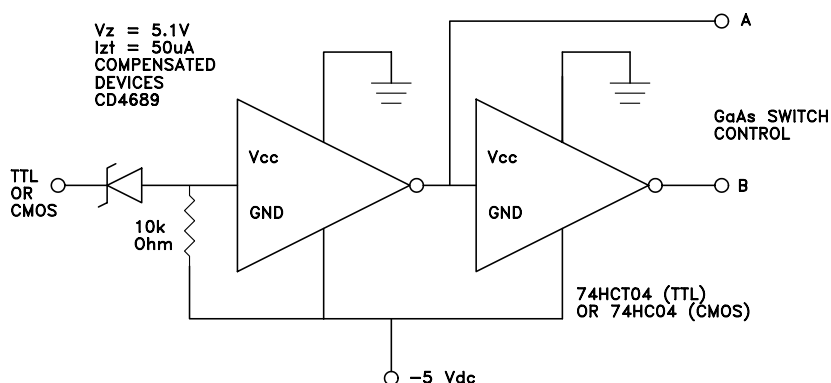 Vz = 5.1V
Izt = 50uA
COMPENSATED
DEVICES
CD4689
A
GaAs SWITCH
CONTROL
Vcc
Vcc
TTL
OR
CMOS
B
GND
GND
10k
Ohm
74HCT04 (TTL)
OR 74HC04 (CMOS)
-5 Vdc